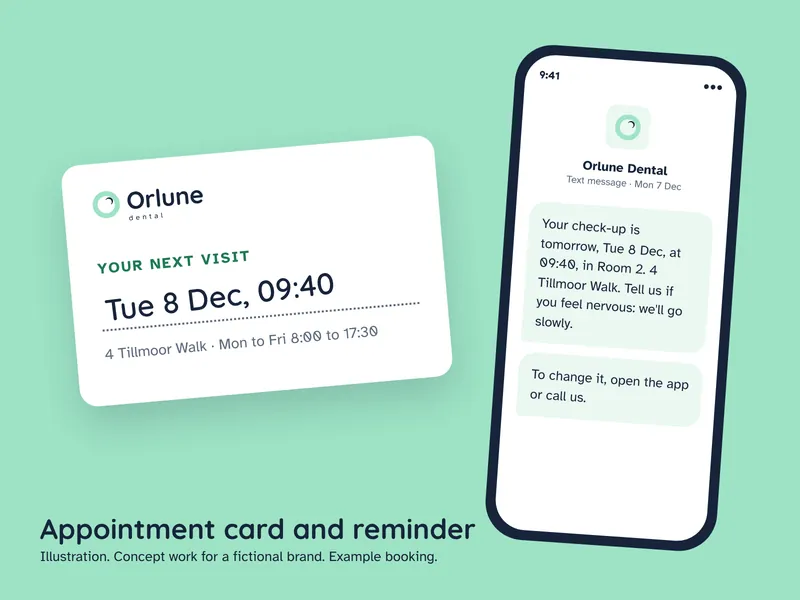 Orlune
dental
YOUR NEXT VISIT
Tue 8 Dec, 09:40
4 Tillmoor Walk · Mon to Fri 8:00 to 17:30
9:41
Orlune Dental
Text message · Mon 7 Dec
Your check-up is
tomorrow, Tue 8 Dec, at
09:40, in Room 2. 4
Tillmoor Walk. Tell us if
you feel nervous: we'll go
slowly.
To change it, open the app
or call us.
Appointment card and reminder
Illustration. Concept work for a fictional brand. Example booking.